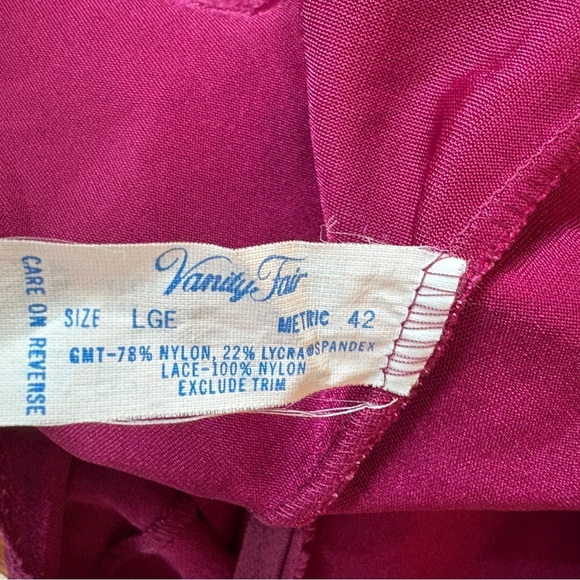 Vanity Fair
SIZE LGE METRIC 42
GMT-78% NYLON, 22% LYCRA® SPANDEX
LACE-100% NYLON
EXCLUDE TRIM
CARE ON REVERSE